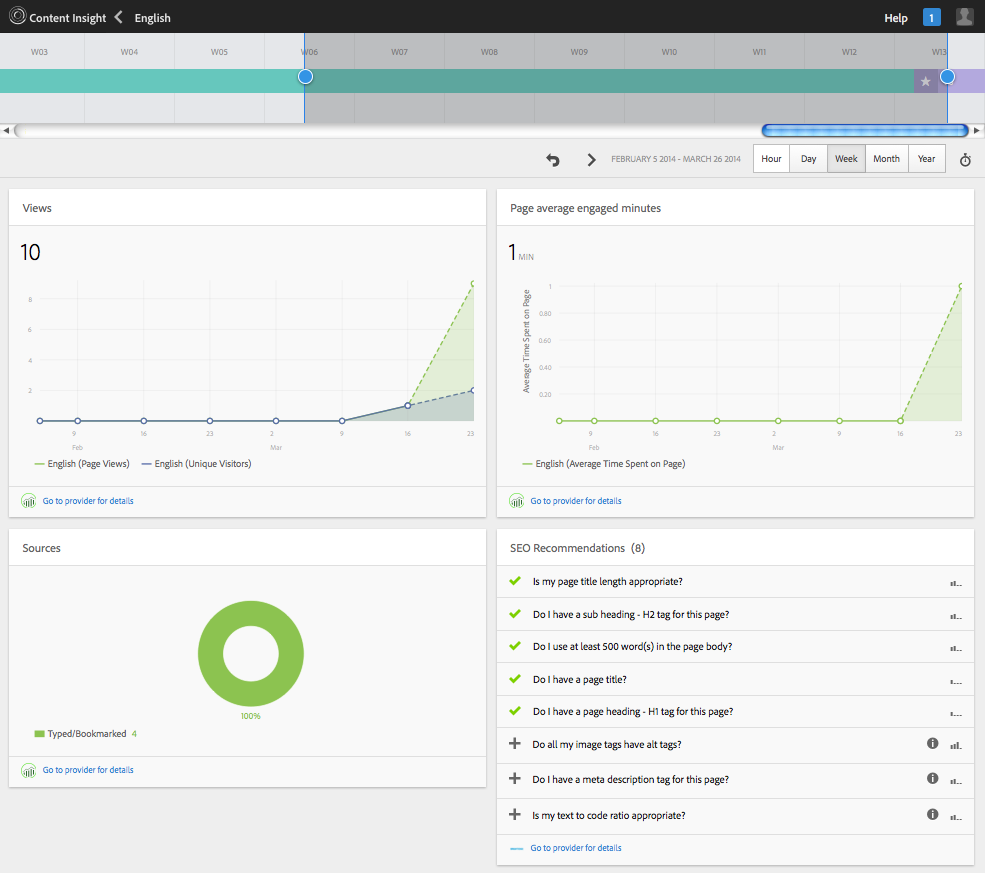 Content Insight English Help 1
W03 W04 W05 W06 W07 W08 W09 W10 W11 W12 W13
FEBRUARY 5 2014 - MARCH 26 2014 Hour Day Week Month Year
Views
10
8
6
4
2
9 16 23 2 9 16 23
Feb Mar
English (Page Views) English (Unique Visitors)
Go to provider for details
Page average engaged minutes
1 MIN
Average Time Spent on Page
1
0.80
0.60
0.40
0.20
9 16 23 2 9 16 23
Feb Mar
English (Average Time Spent on Page)
Go to provider for details
Sources
100%
Typed/Bookmarked 4
Go to provider for details
SEO Recommendations (8)
Is my page title length appropriate?
Do I have a sub heading - H2 tag for this page?
Do I use at least 500 word(s) in the page body?
Do I have a page title?
Do I have a page heading - H1 tag for this page?
Do all my image tags have alt tags?
Do I have a meta description tag for this page?
Is my text to code ratio appropriate?
Go to provider for details